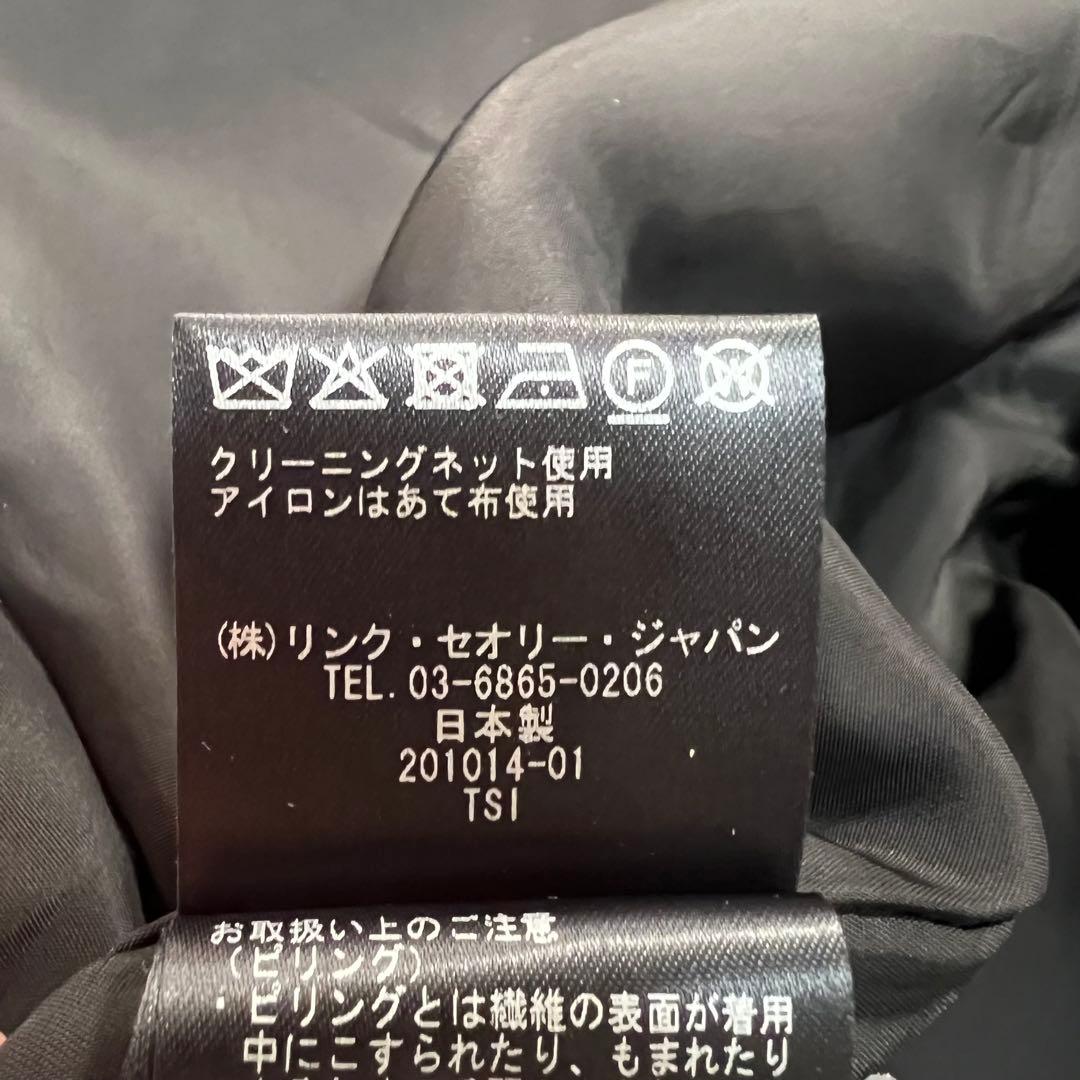 F W
クリーニングネット使用
アイロンはあて布使用
(株)リンク・セオリー・ジャパン
TEL. 03-6865-0206
日本製
201014-01
TSI
お取扱い上のご注意
(ピリング)
・ピリングとは繊維の表面が着用
中にこすられたり、もまれたり